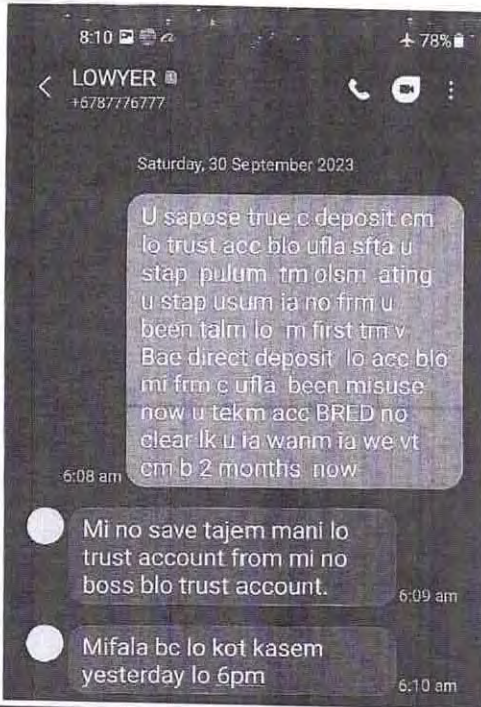 8:10
78%
LOWYER
+6787776777
Saturday, 30 September 2023
U sapose true c deposit cm
lo trust acc blo ufla sfta u
stap pulum tm olsm ating
u stap usum ia no frm u
been talm lo m first tm v
Bae direct deposit lo acc blo
mi frm c ufla been misuse
now u tekm acc BRED no
clear lk u ia wanm ia we vt
cm b 2 months now
6:08 am
Mi no save tajem mani lo
trust account from mi no
boss blo trust account.
6:09 am
Mifala bc lo kot kasem
yesterday lo 6pm
6:10 am